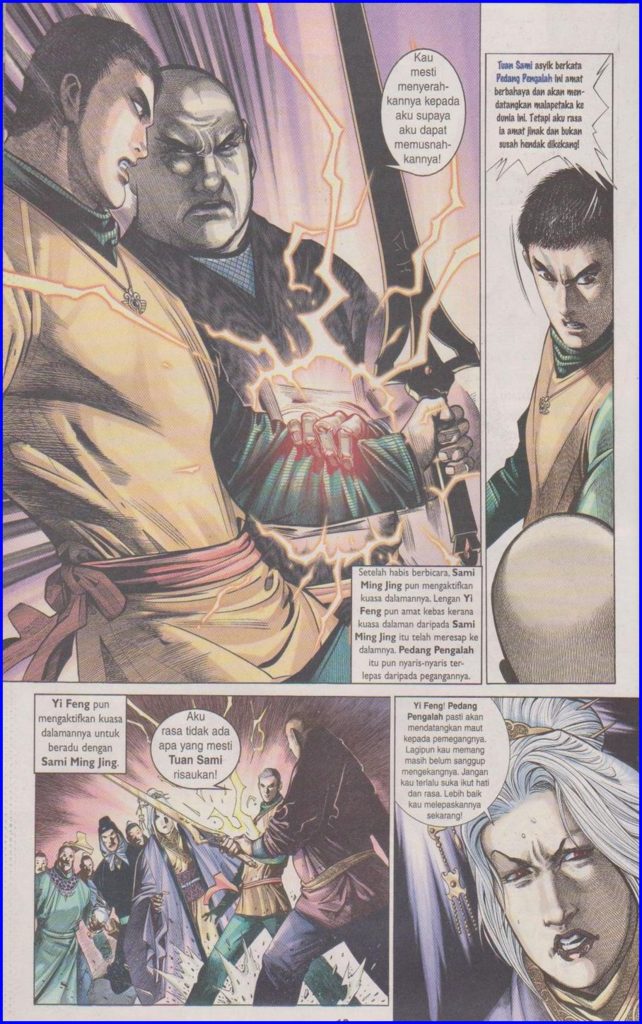 Kau
mesti
menyerah-
kannya kepada
aku supaya
aku dapat
memusnah-
kannya!
Tuan Sami asyik berkata
Pedang Pengalah ini amat
berbahaya dan akan men-
datangkan malapetaka ke
dunia ini. Tetapi aku rasa
ia amat jinak dan bukan
susah hendak dikekang!
Setelah habis berbicara, Sami
Ming Jing pun mengaktifkan
kuasa dalamannya. Lengan Yi
Feng pun amat kebas kerana
kuasa dalaman daripada Sami
Ming Jing itu telah meresap ke
dalamnya. Pedang Pengalah
itu pun nyaris-nyaris ter-
lepas daripada pegangannya.
Yi Feng pun
mengaktifkan kuasa
dalamannya untuk
beradu dengan
Sami Ming Jing.
Aku
rasa tidak ada
apa yang mesti
Tuan Sami
risaukan!
Yi Feng! Pedang
Pengalah pasti akan
mendatangkan maut
kepada pemegangnya.
Lagipun kau memang
masih belum sanggup
mengekangnya. Jangan
kau terlalu suka ikut hati
dan rasa. Lebih baik
kau melepaskannya
sekarang!